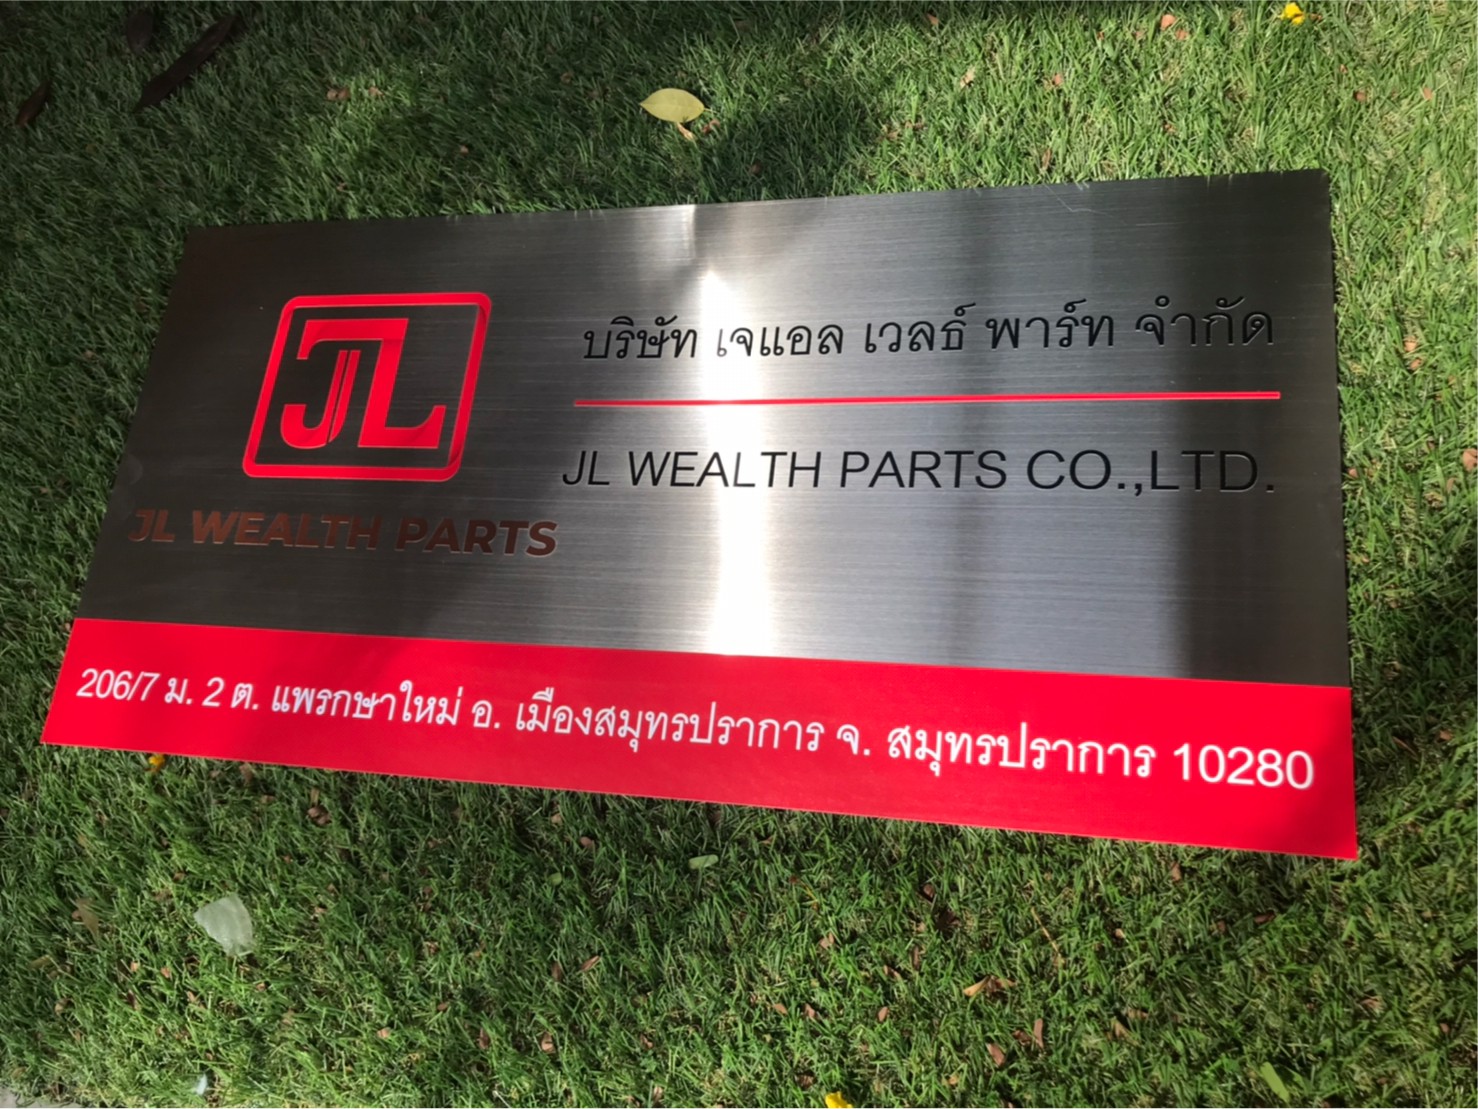 JL
JL WEALTH PARTS
บริษัท เจแอล เวลธ์ พาร์ท จำกัด
JL WEALTH PARTS CO.,LTD.
206/7 ม. 2 ต. แพรกษาใหม่ อ. เมืองสมุทรปราการ จ. สมุทรปราการ 10280